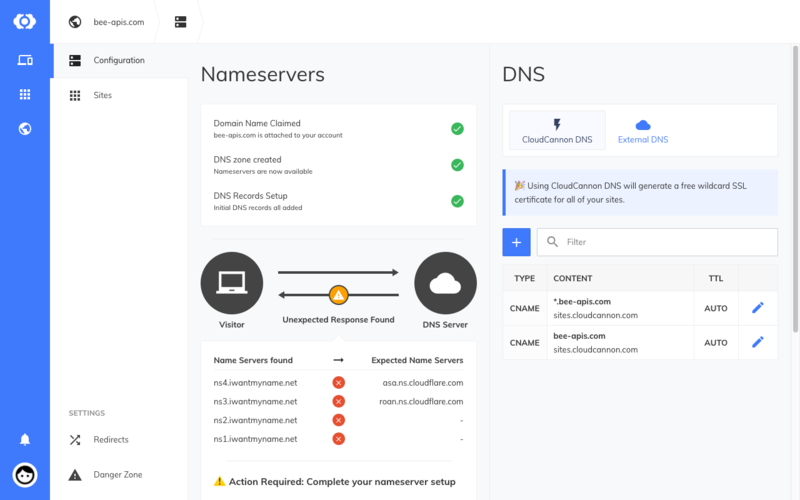 bee-apis.com
Configuration
Sites
SETTINGS
Redirects
Danger Zone
Nameservers
Domain Name Claimed
bee-apis.com is attached to your account
DNS zone created
Nameservers are now available
DNS Records Setup
Initial DNS records all added
Visitor
Unexpected Response Found
DNS Server
Name Servers found → Expected Name Servers
ns4.iwantmyname.net asa.ns.cloudflare.com
ns3.iwantmyname.net roan.ns.cloudflare.com
ns2.iwantmyname.net -
ns1.iwantmyname.net -
Action Required: Complete your nameserver setup
DNS
CloudCannon DNS
External DNS
🎉 Using CloudCannon DNS will generate a free wildcard SSL
certificate for all of your sites.
+ Filter
TYPE CONTENT TTL
CNAME *.bee-apis.com AUTO
sites.cloudcannon.com
CNAME bee-apis.com AUTO
sites.cloudcannon.com